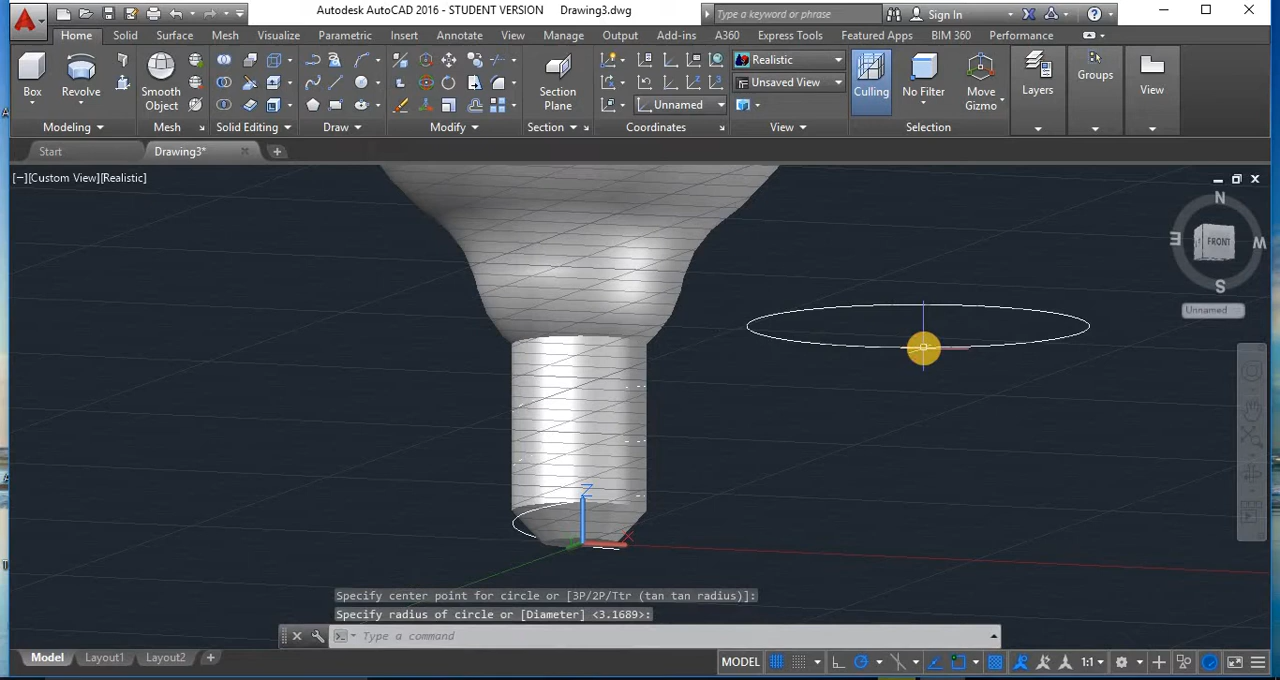 Autodesk AutoCAD 2016 - STUDENT VERSION Drawing3.dwg
Type a keyword or phrase
Sign In
Home Solid Surface Mesh Visualize Parametric Insert Annotate View Manage Output Add-ins A360 Express Tools Featured Apps BIM 360 Performance
Box
Revolve
Smooth
Object
Section
Plane
Realistic
Unsaved View
Unnamed
Culling
No Filter
Move
Gizmo
Layers
Groups
View
Modeling
Mesh
Solid Editing
Draw
Modify
Section
Coordinates
View
Selection
Start
Drawing3*
[−][Custom View][Realistic]
N
E
FRONT
W
S
Unnamed
Z
X
Specify center point for circle or [3P/2P/Ttr (tan tan radius)]:
Specify radius of circle or [Diameter] <3.1689>:
Type a command
Model
Layout1
Layout2
MODEL
1:1